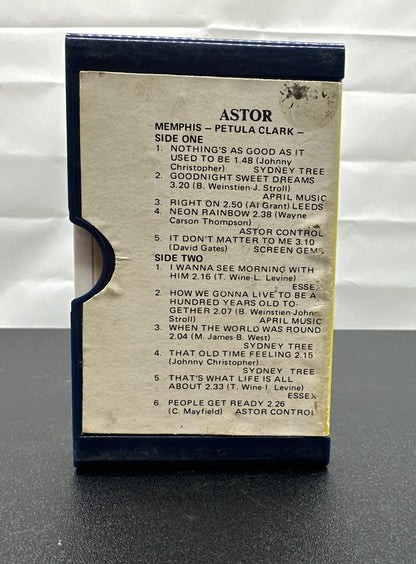 ASTOR
MEMPHIS — PETULA CLARK —
SIDE ONE
1. NOTHING'S AS GOOD AS IT
USED TO BE 1.48 (Johnny
Christopher) SYDNEY TREE
2. GOODNIGHT SWEET DREAMS
3.20 (B. Weinstien-J. Stroll)
APRIL MUSIC
3. RIGHT ON 2.50 (Al Grant) LEEDS
4. NEON RAINBOW 2.38 (Wayne
Carson Thompson)
ASTOR CONTROL
5. IT DON'T MATTER TO ME 3.10
(David Gates) SCREEN GEMS
SIDE TWO
1. I WANNA SEE MORNING WITH
HIM 2.16 (T. Wine-L. Levine)
ESSEX
2. HOW WE GONNA LIVE TO BE A
HUNDRED YEARS OLD TO-
GETHER 2.07 (B. Weinstien-John
Stroll) APRIL MUSIC
3. WHEN THE WORLD WAS ROUND
2.04 (M. James-B. West)
SYDNEY TREE
4. THAT OLD TIME FEELING 2.15
(Johnny Christopher)
SYDNEY TREE
5. THAT'S WHAT LIFE IS ALL
ABOUT 2.33 (T. Wine-I. Levine)
ESSEX
6. PEOPLE GET READY 2.26
(C. Mayfield) ASTOR CONTROL